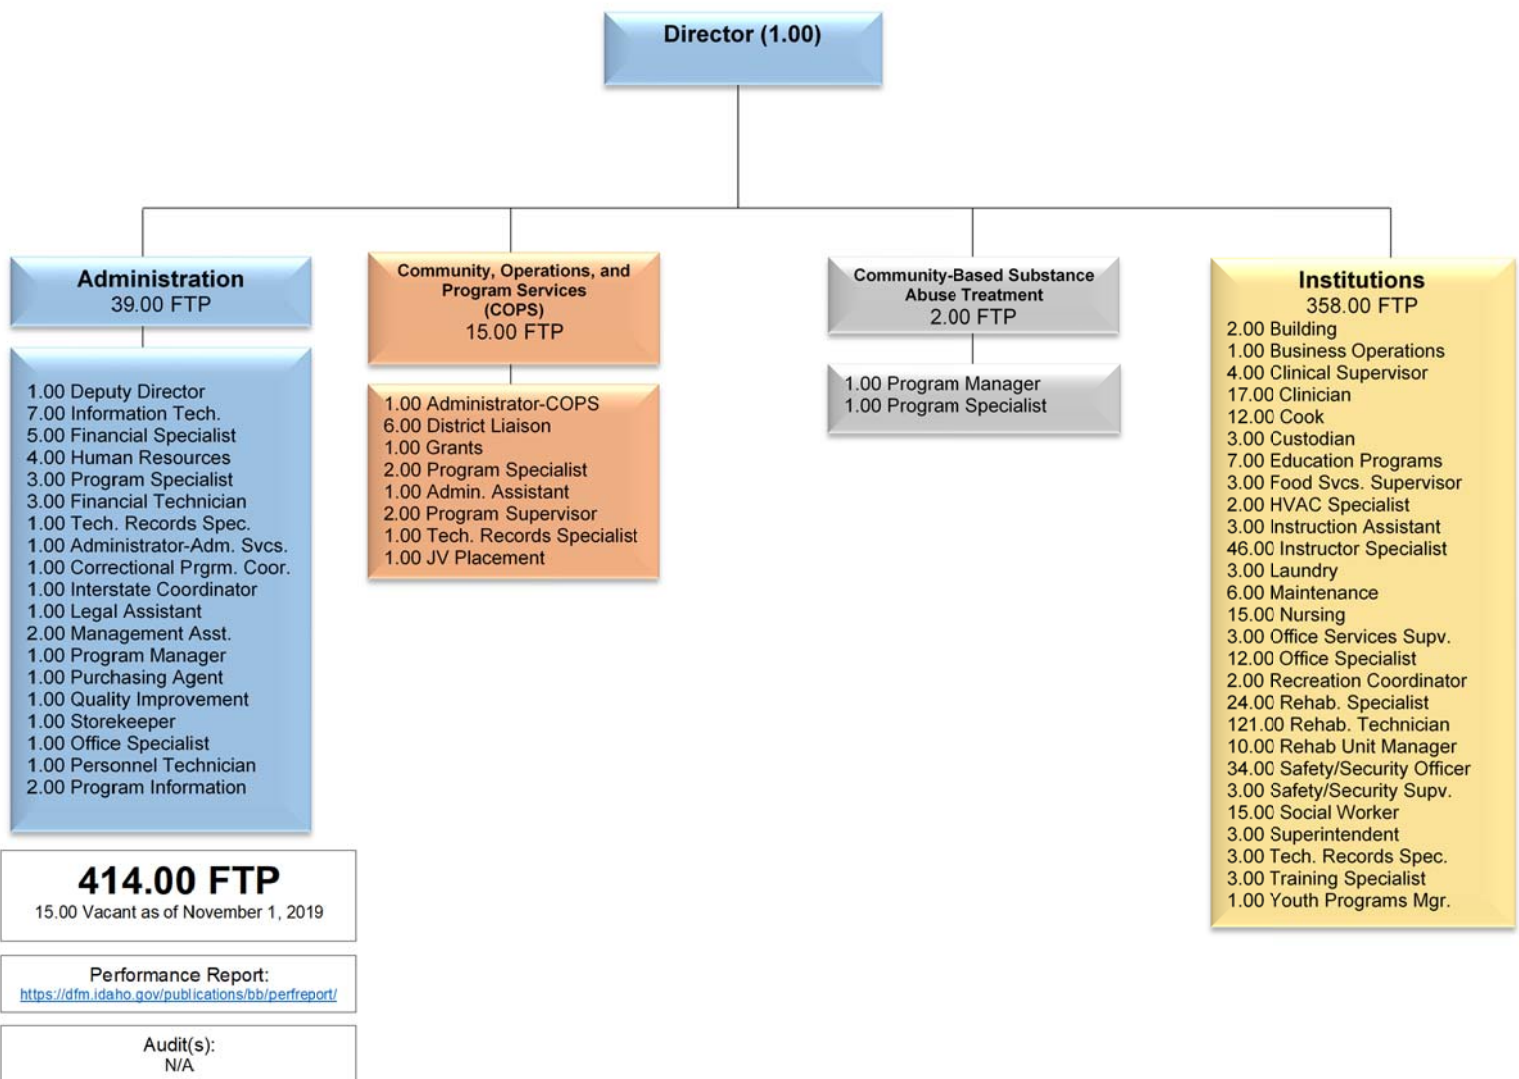 Director (1.00)
Administration
39.00 FTP
1.00 Deputy Director
7.00 Information Tech.
5.00 Financial Specialist
4.00 Human Resources
3.00 Program Specialist
3.00 Financial Technician
1.00 Tech. Records Spec.
1.00 Administrator-Adm. Svcs.
1.00 Correctional Prgrm. Coor.
1.00 Interstate Coordinator
1.00 Legal Assistant
2.00 Management Asst.
1.00 Program Manager
1.00 Purchasing Agent
1.00 Quality Improvement
1.00 Storekeeper
1.00 Office Specialist
1.00 Personnel Technician
2.00 Program Information
Community, Operations, and
Program Services
(COPS)
15.00 FTP
1.00 Administrator-COPS
6.00 District Liaison
1.00 Grants
2.00 Program Specialist
1.00 Admin. Assistant
2.00 Program Supervisor
1.00 Tech. Records Specialist
1.00 JV Placement
Community-Based Substance
Abuse Treatment
2.00 FTP
1.00 Program Manager
1.00 Program Specialist
Institutions
358.00 FTP
2.00 Building
1.00 Business Operations
4.00 Clinical Supervisor
17.00 Clinician
12.00 Cook
3.00 Custodian
7.00 Education Programs
3.00 Food Svcs. Supervisor
2.00 HVAC Specialist
3.00 Instruction Assistant
46.00 Instructor Specialist
3.00 Laundry
6.00 Maintenance
15.00 Nursing
3.00 Office Services Supv.
12.00 Office Specialist
2.00 Recreation Coordinator
24.00 Rehab. Specialist
121.00 Rehab. Technician
10.00 Rehab Unit Manager
34.00 Safety/Security Officer
3.00 Safety/Security Supv.
15.00 Social Worker
3.00 Superintendent
3.00 Tech. Records Spec.
3.00 Training Specialist
1.00 Youth Programs Mgr.
414.00 FTP
15.00 Vacant as of November 1, 2019
Performance Report:
https://dfm.idaho.gov/publications/bb/perfreport/
Audit(s):
N/A